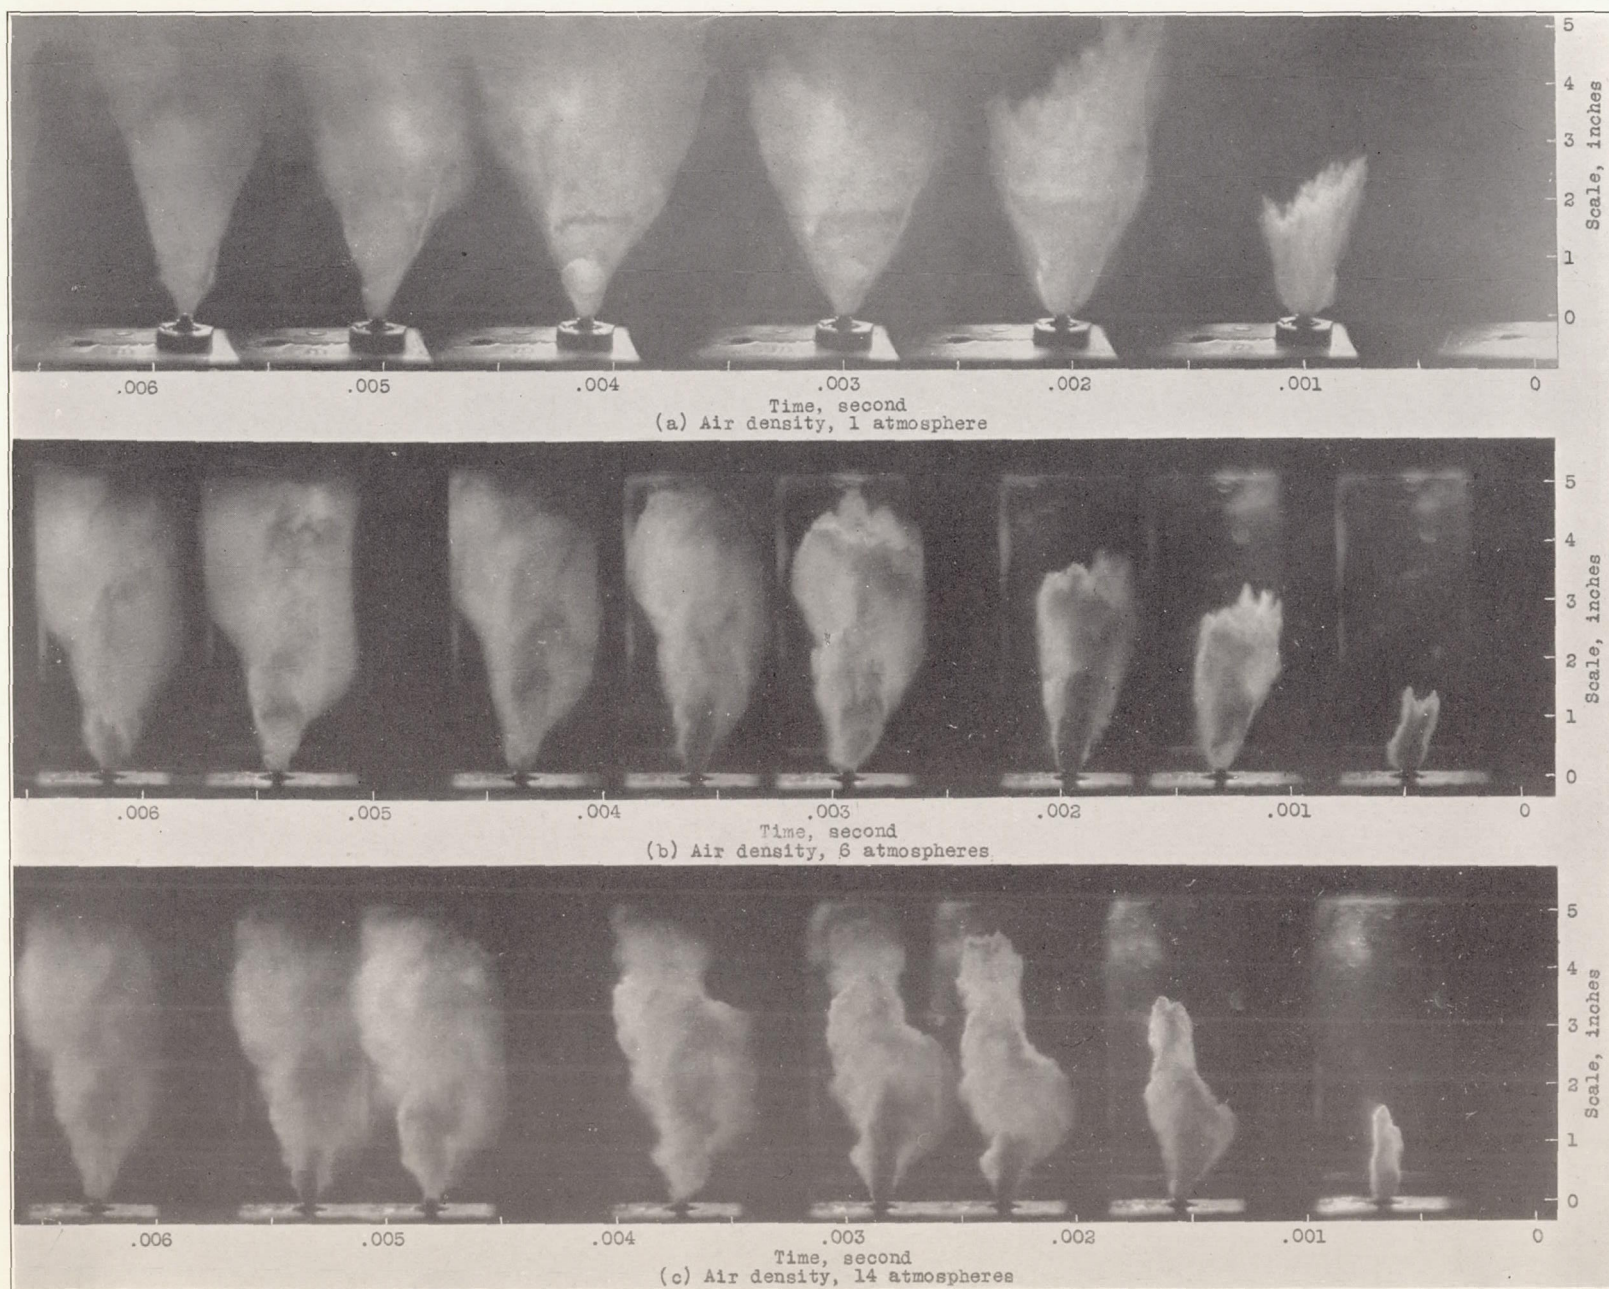 5
4
3
2
1
0
Scale, inches
.006 .005 .004 .003 .002 .001 0
Time, second
(a) Air density, 1 atmosphere
5
4
3
2
1
0
Scale, inches
.006 .005 .004 .003 .002 .001 0
Time, second
(b) Air density, 6 atmospheres
5
4
3
2
1
0
Scale, inches
.006 .005 .004 .003 .002 .001 0
Time, second
(c) Air density, 14 atmospheres